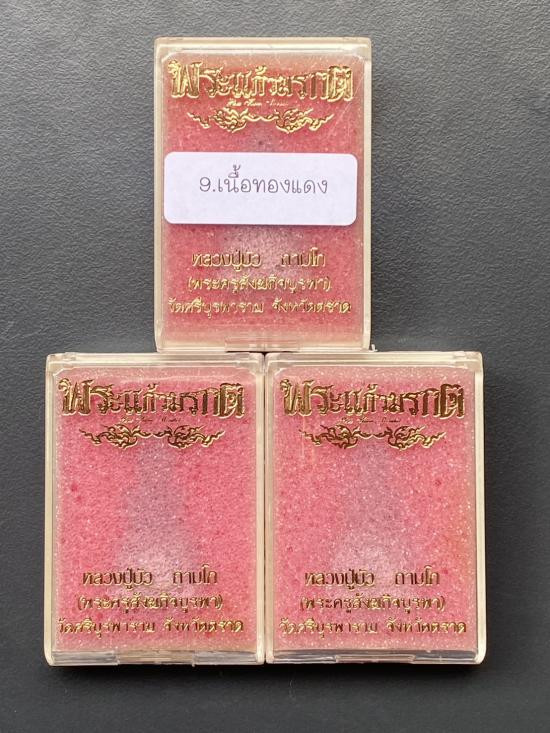 พระแก้วมรกต
9.เนื้อทองแดง
หลวงปู่บัว ถามโก
(พระครูสังฆกิจบูรพา)
วัดศรีบุรพาราม จังหวัดตราด
พระแก้วมรกต
หลวงปู่บัว ถามโก
(พระครูสังฆกิจบูรพา)
วัดศรีบุรพาราม จังหวัดตราด
พระแก้วมรกต
หลวงปู่บัว ถามโก
(พระครูสังฆกิจบูรพา)
วัดศรีบุรพาราม จังหวัดตราด